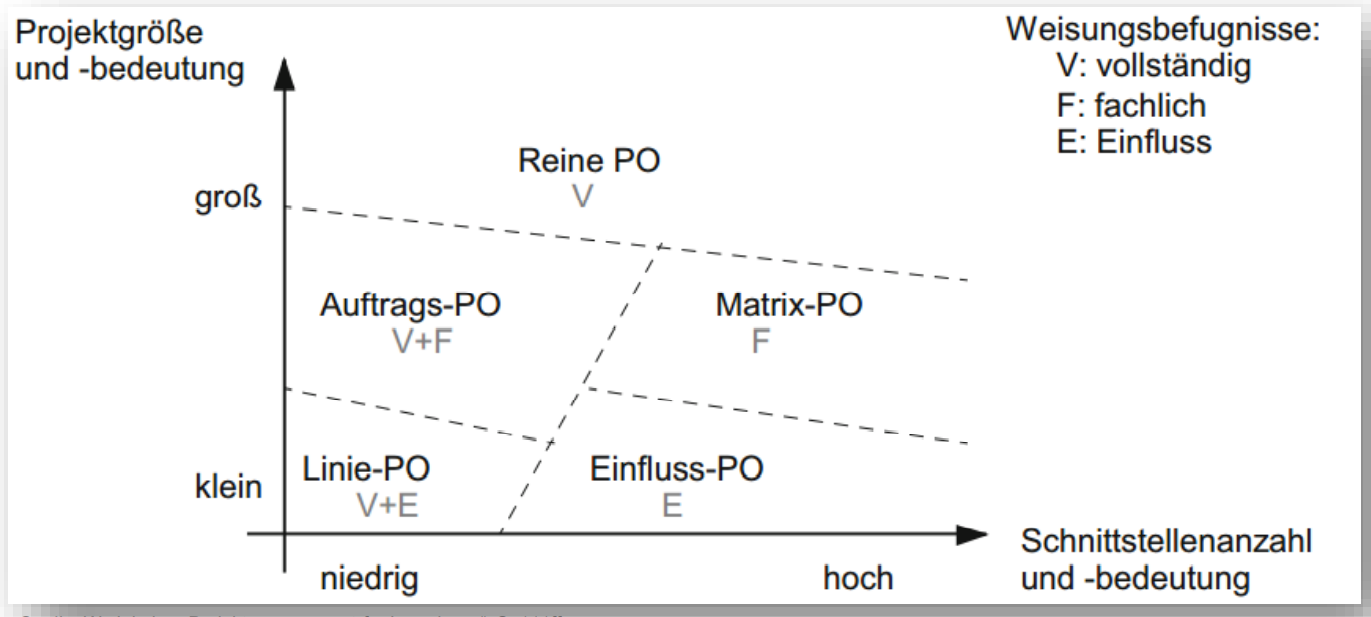 Projektgröße
und -bedeutung
Weisungsbefugnisse:
V: vollständig
F: fachlich
E: Einfluss
Reine PO
V
groß
Auftrags-PO
V+F
Matrix-PO
F
Linie-PO
V+E
Einfluss-PO
E
klein
niedrig
hoch
Schnittstellenanzahl
und -bedeutung